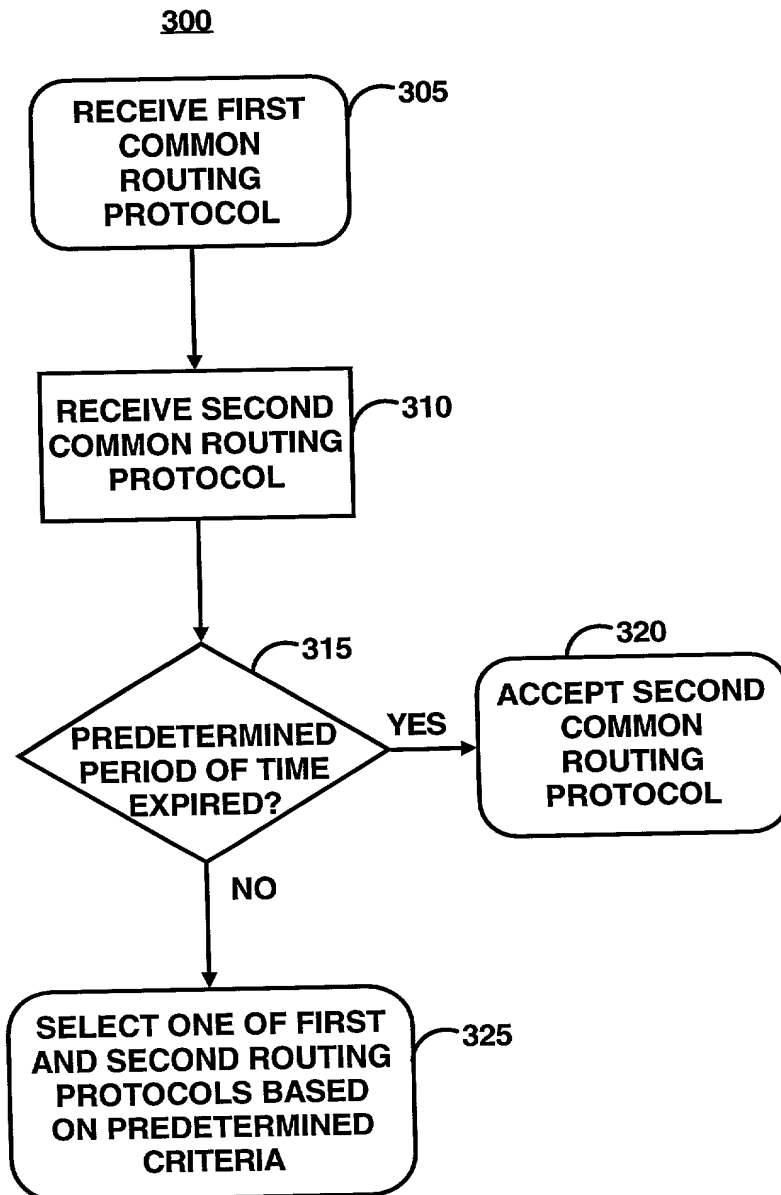 300
RECEIVE FIRST
COMMON
ROUTING
PROTOCOL
305
RECEIVE SECOND
COMMON ROUTING
PROTOCOL
310
315
PREDETERMINED
PERIOD OF TIME
EXPIRED?
YES
320
ACCEPT SECOND
COMMON
ROUTING
PROTOCOL
NO
SELECT ONE OF FIRST
AND SECOND ROUTING
PROTOCOLS BASED
ON PREDETERMINED
CRITERIA
325